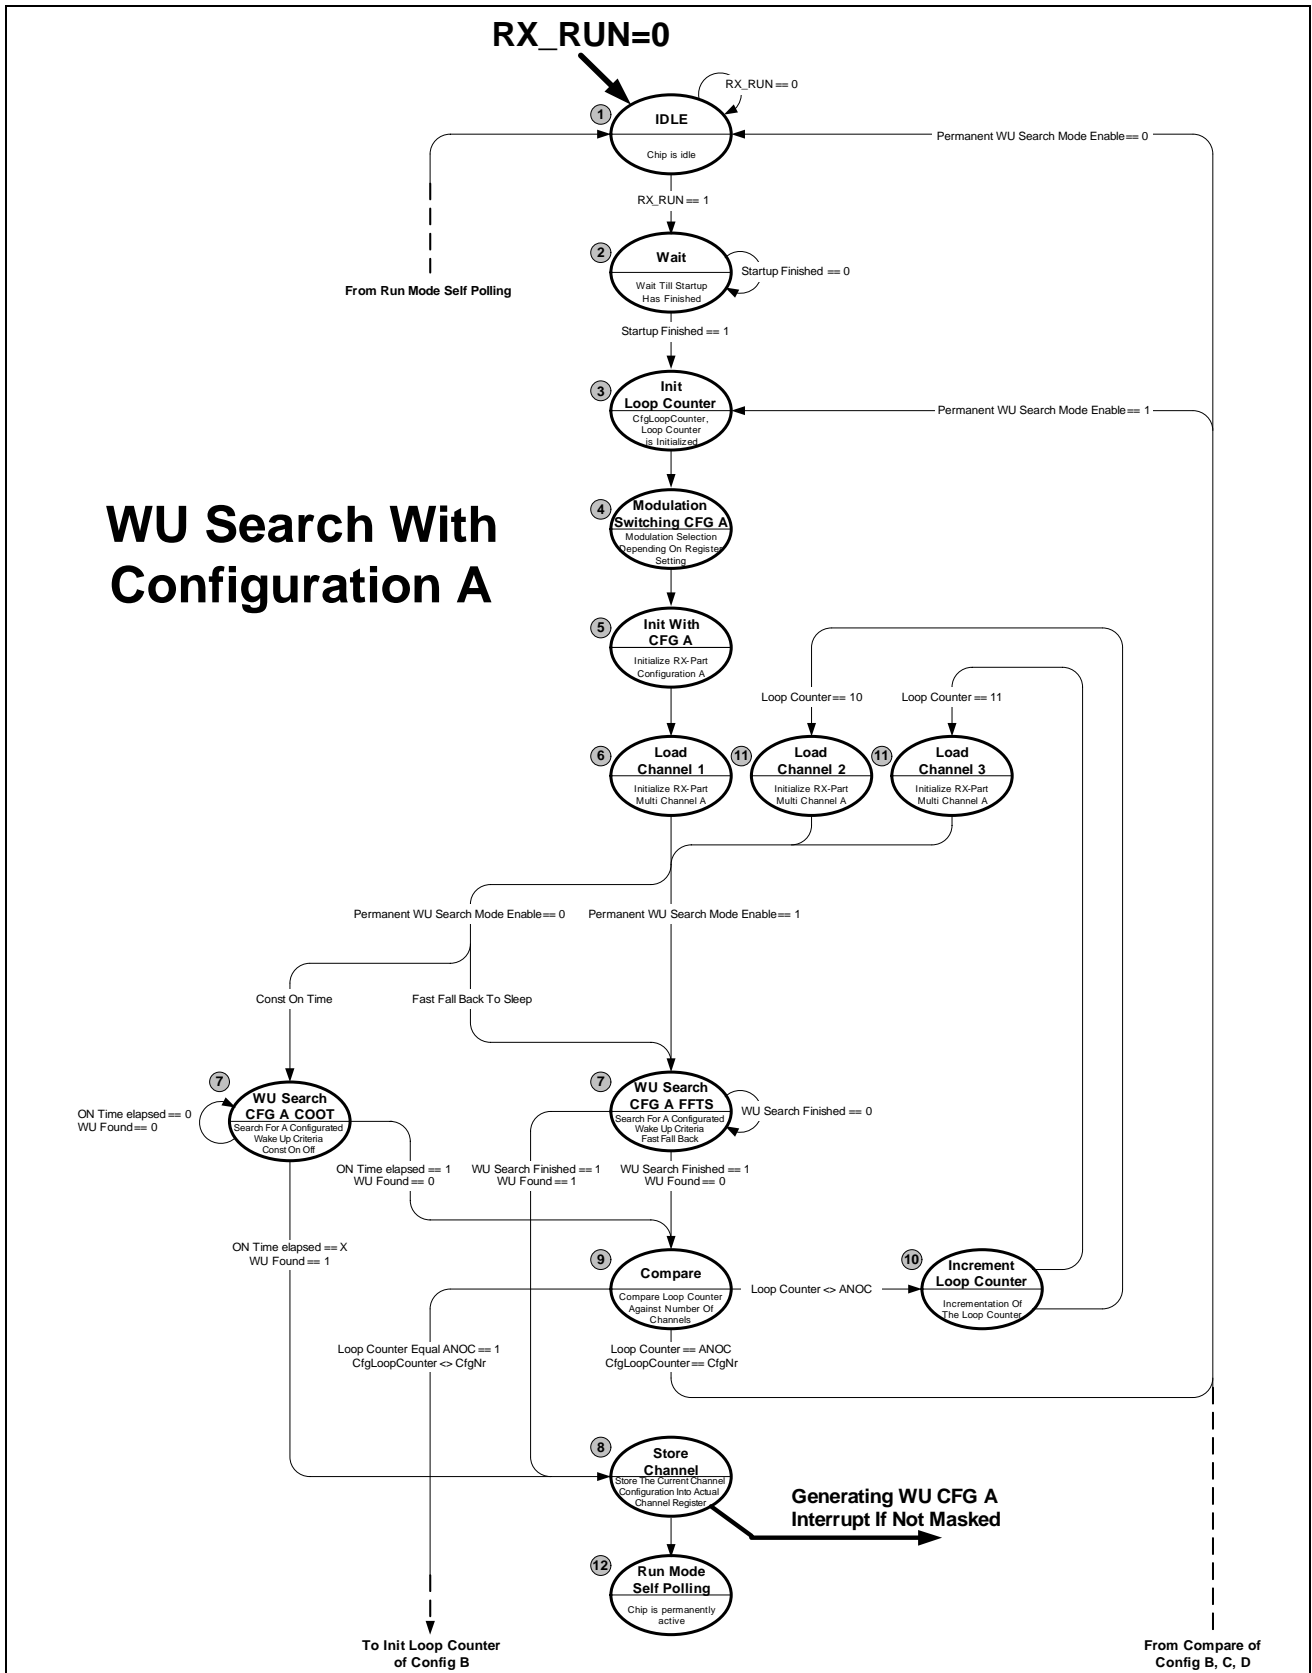 RX_RUN=0
RX_RUN == 0
1
IDLE
Chip is idle
Permanent WU Search Mode Enable== 0
RX_RUN == 1
2
Wait
Wait Till Startup
Has Finished
Startup Finished == 0
From Run Mode Self Polling
Startup Finished == 1
3
Init
Loop Counter
CfgLoopCounter,
Loop Counter
is Initialized
Permanent WU Search Mode Enable== 1
WU Search With
Configuration A
4
Modulation
Switching CFG A
Modulation Selection
Depending On Register
Setting
5
Init With
CFG A
Initialize RX-Part
Configuration A
Loop Counter== 10
Loop Counter == 11
6
Load
Channel 1
Initialize RX-Part
Multi Channel A
11
Load
Channel 2
Initialize RX-Part
Multi Channel A
11
Load
Channel 3
Initialize RX-Part
Multi Channel A
Permanent WU Search Mode Enable== 0
Permanent WU Search Mode Enable== 1
Const On Time
Fast Fall Back To Sleep
7
WU Search
CFG A COOT
Search For A Configurated
Wake Up Criteria
Const On Off
ON Time elapsed == 0
WU Found== 0
7
WU Search
CFG A FFTS
Search For A Configurated
Wake Up Criteria
Fast Fall Back
WU Search Finished == 0
ON Time elapsed == 1
WU Found == 0
WU Search Finished == 1
WU Found == 1
WU Search Finished == 1
WU Found == 0
ON Time elapsed == X
WU Found == 1
9
Compare
Compare Loop Counter
Against Number Of
Channels
Loop Counter <> ANOC
10
Increment
Loop Counter
Incrementation Of
The Loop Counter
Loop Counter Equal ANOC == 1
CfgLoopCounter <> CfgNr
Loop Counter == ANOC
CfgLoopCounter== CfgNr
8
Store
Channel
Store The Current Channel
Configuration Into Actual
Channel Register
Generating WU CFG A
Interrupt If Not Masked
12
Run Mode
Self Polling
Chip is permanently
active
To Init Loop Counter
of Config B
From Compare of
Config B, C, D